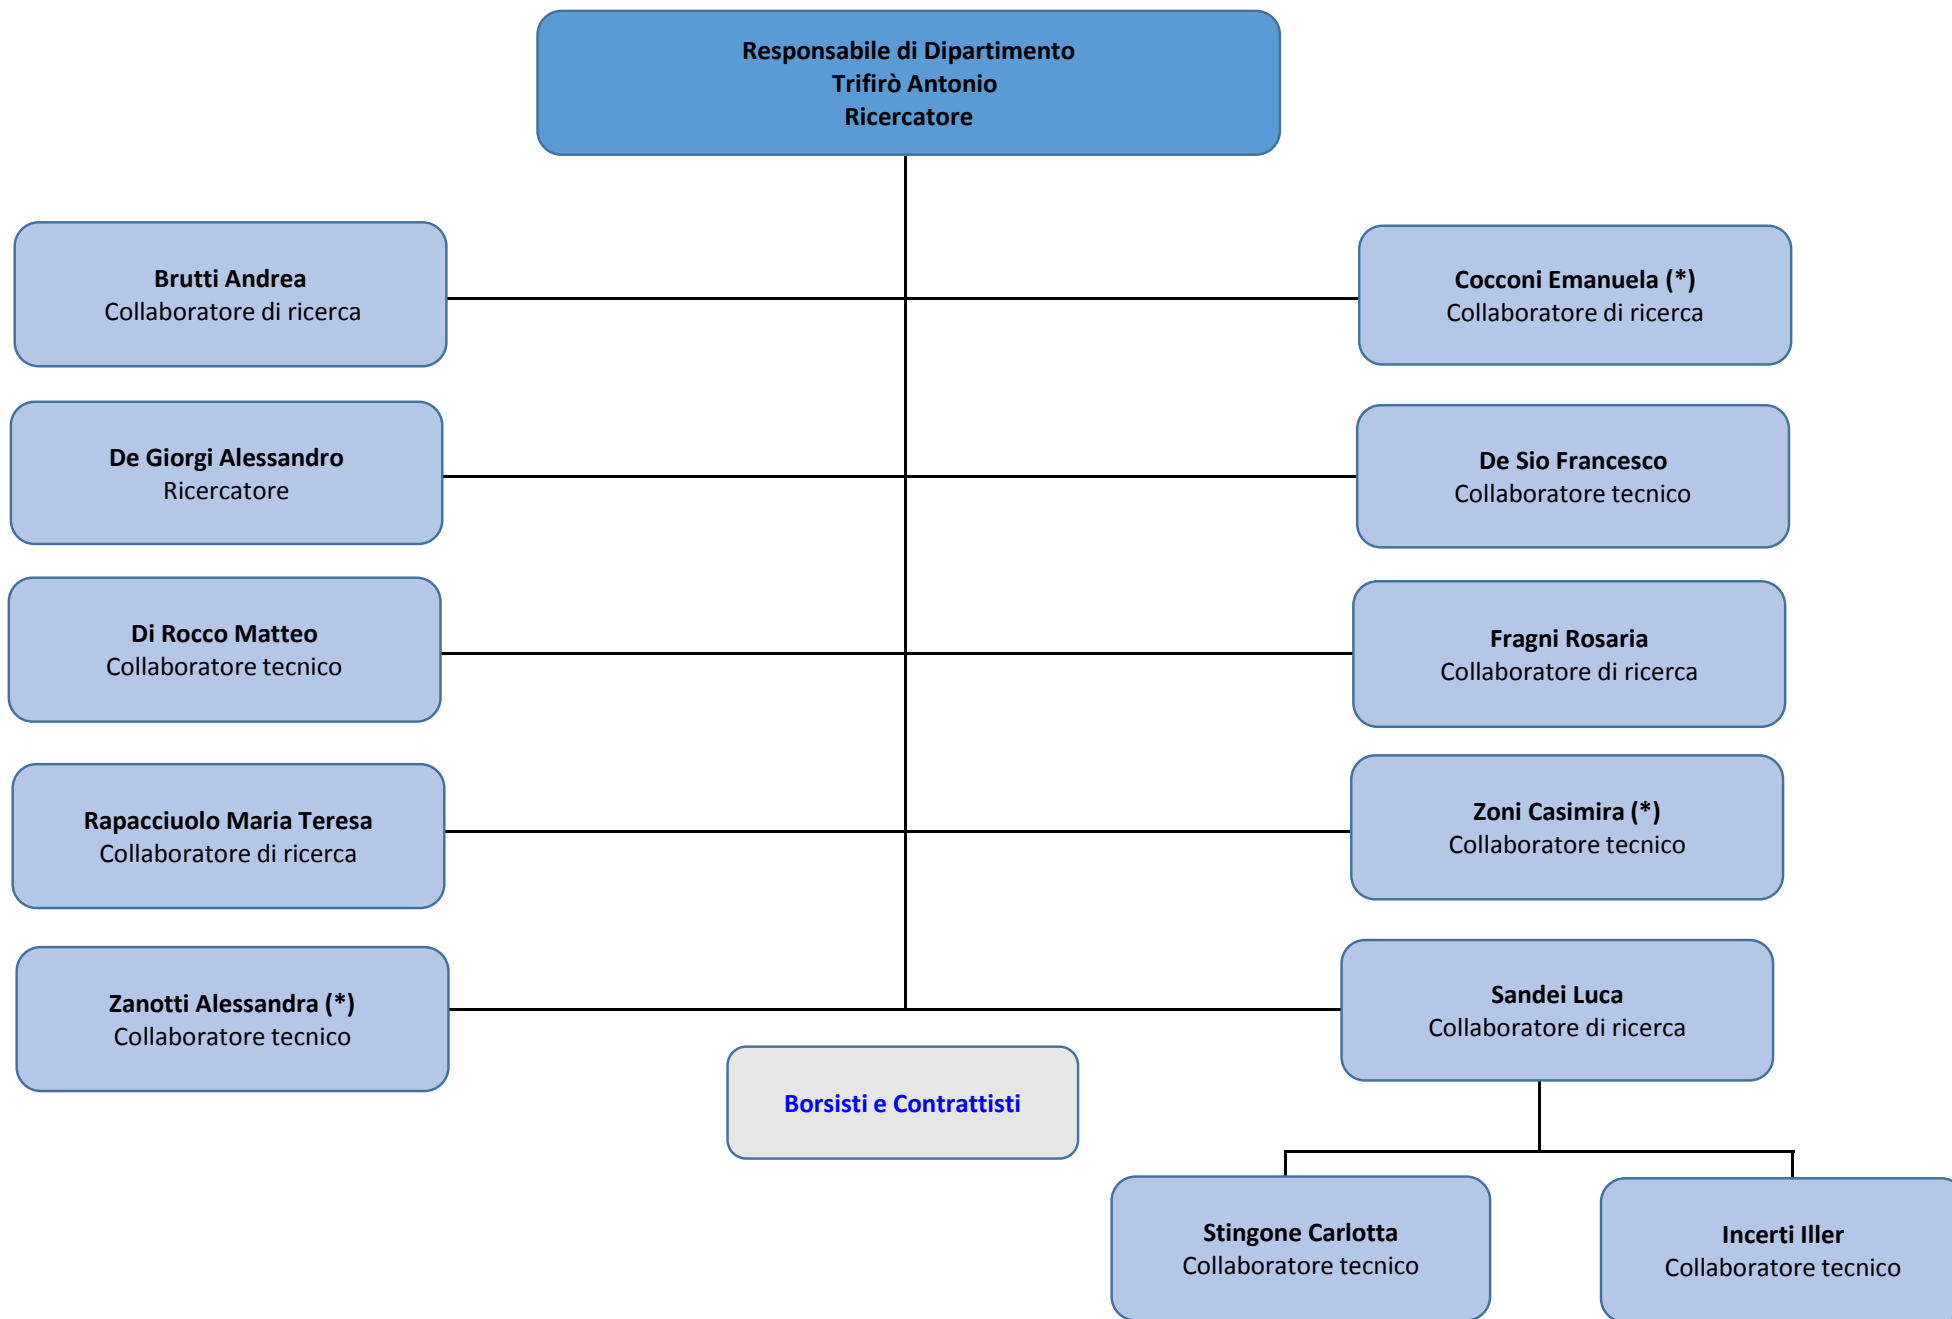 Responsabile di Dipartimento
Trifirò Antonio
Ricercatore
Brutti Andrea
Collaboratore di ricerca
Cocconi Emanuela (*)
Collaboratore di ricerca
De Giorgi Alessandro
Ricercatore
De Sio Francesco
Collaboratore tecnico
Di Rocco Matteo
Collaboratore tecnico
Fragni Rosaria
Collaboratore di ricerca
Rapacciuolo Maria Teresa
Collaboratore di ricerca
Zoni Casimira (*)
Collaboratore tecnico
Zanotti Alessandra (*)
Collaboratore tecnico
Sandei Luca
Collaboratore di ricerca
Borsisti e Contrattisti
Stingone Carlotta
Collaboratore tecnico
Incerti Iller
Collaboratore tecnico